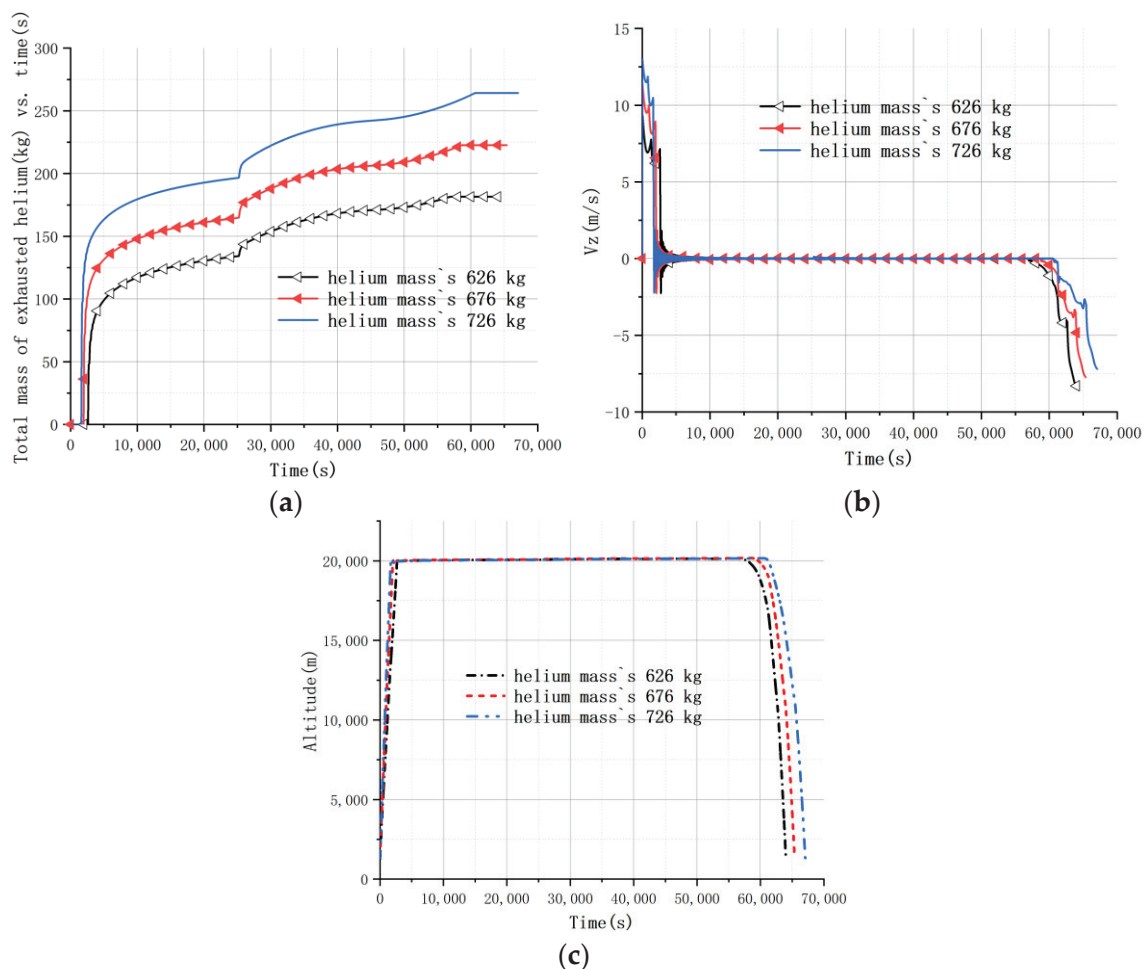 Total mass of exhausted helium(kg) vs. time(s)
300
250
200
150
100
50
0
helium mass`s 626 kg
helium mass`s 676 kg
helium mass`s 726 kg
0 10,000 20,000 30,000 40,000 50,000 60,000 70,000
Time(s)
(a)
Vz(m/s)
15
10
5
0
-5
-10
helium mass`s 626 kg
helium mass`s 676 kg
helium mass`s 726 kg
0 10,000 20,000 30,000 40,000 50,000 60,000 70,000
Time(s)
(b)
Altitude(m)
20,000
15,000
10,000
5,000
0
helium mass`s 626 kg
helium mass`s 676 kg
helium mass`s 726 kg
0 10,000 20,000 30,000 40,000 50,000 60,000 70,000
Time(s)
(c)